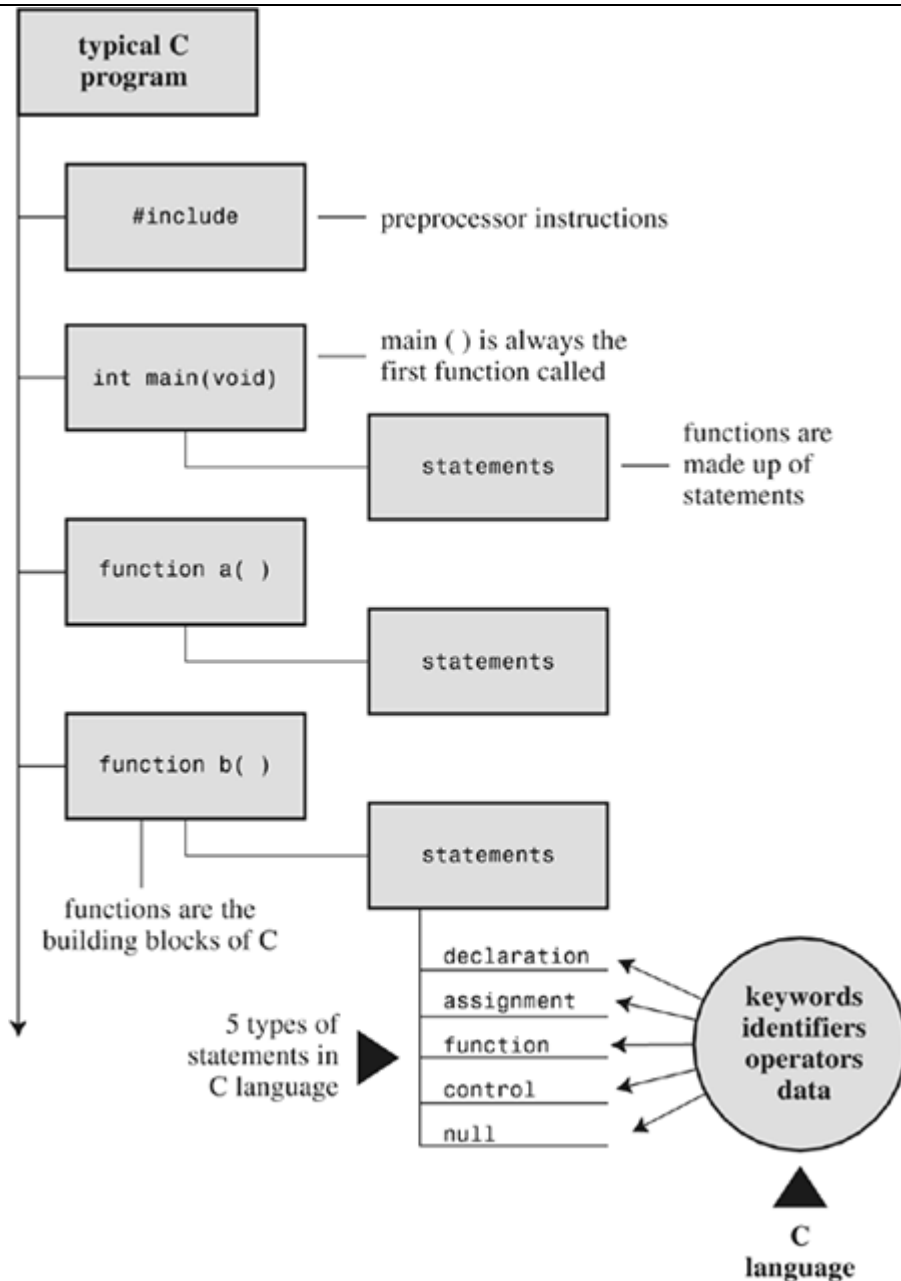 typical C
program
#include
preprocessor instructions
main ( ) is always the
first function called
int main(void)
statements
functions are
made up of
statements
function a( )
statements
function b( )
statements
functions are the
building blocks of C
declaration
assignment
function
control
null
5 types of
statements in
C language
keywords
identifiers
operators
data
C
language